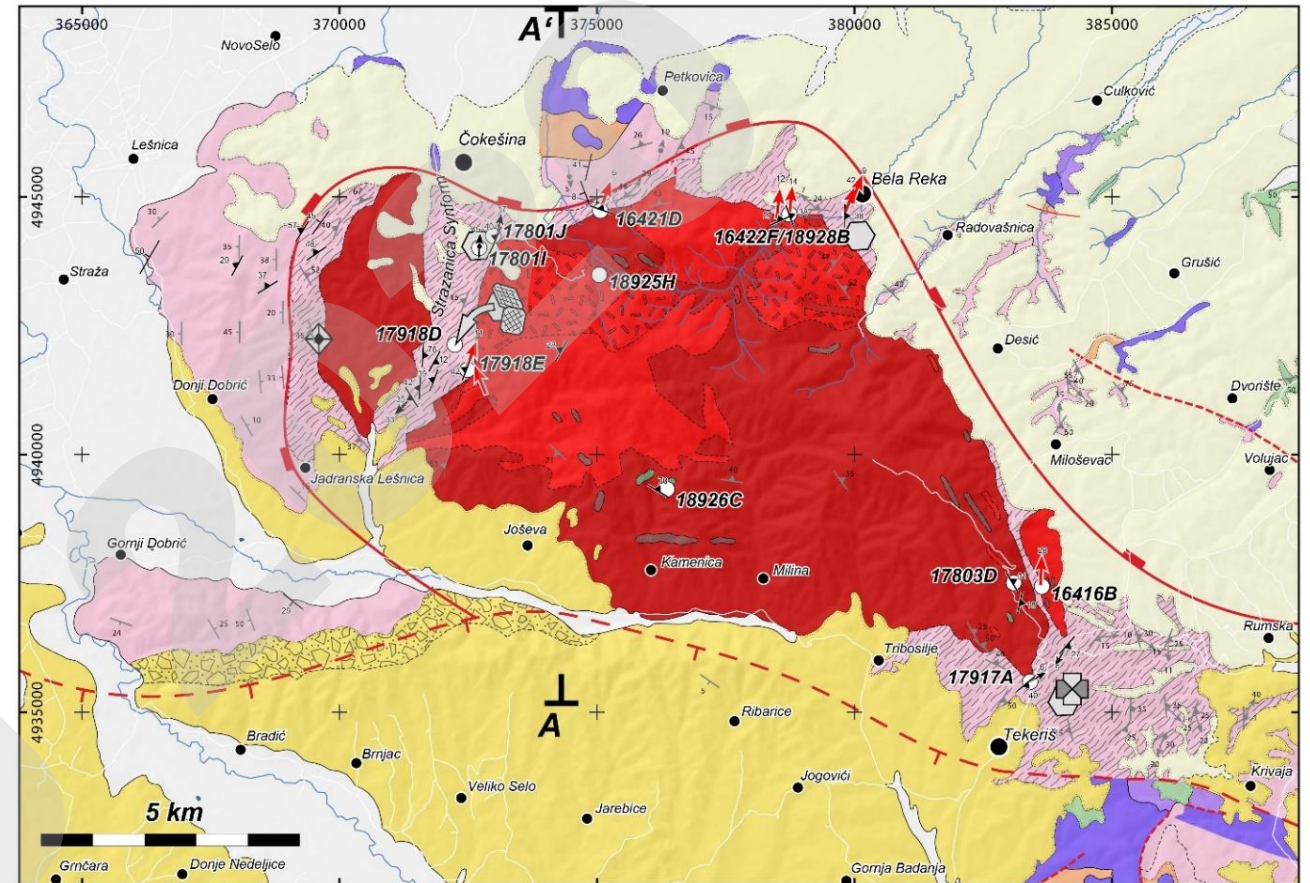 365000
370000
375000
380000
385000
A'
NovoSelo
Petkovica
Culković
Lešnica
Čokešina
4945000
Bela Reka
16421D
17801J
17801I
16422F/18928B
Radovašnica
Straža
Strazanica Synform
18925H
Grušić
17918D
17918E
Desić
Donji Dobrić
Dvorište
4940000
Miloševac
Volujac
Jadranska Lešnica
18926C
Joševa
Gornji Dobrić
Kamenica
Milina
17803D
16416B
Rumska
Tribosilje
17917A
4935000
A
Ribarice
Tekeriš
Bradić
Brnjac
Veliko Selo
Jogovići
Krivaja
5 km
Jarebice
Grnčara
Donje Nedeljice
Gornja Badanja